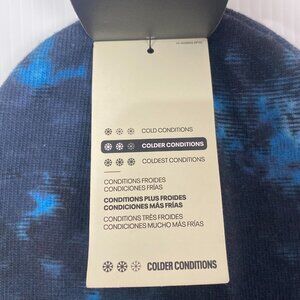 COLD CONDITIONS
COLDER CONDITIONS
COLDEST CONDITIONS
CONDITIONS FROIDES
CONDICIONES FRÍAS
CONDITIONS PLUS FROIDES
CONDICIONES MÁS FRÍAS
CONDITIONS TRÈS FROIDES
CONDICIONES MUCHO MÁS FRÍAS
COLDER CONDITIONS